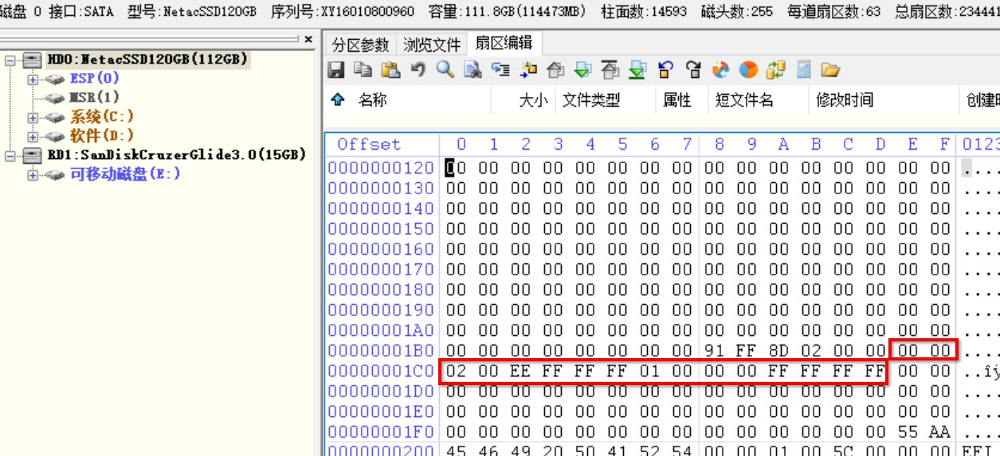 磁盘 0 接口:SATA 型号:NetacSSD120GB 序列号:XY16010800960 容量:111.8GB(114473MB) 柱面数:14593 磁头数:255 每道扇区数:63 总扇区数:234441
HD0:NetacSSD120GB(112GB)
ESP(0)
MSR(1)
系统(C:)
软件(D:)
RD1:SanDiskCruzerGlide3.0(15GB)
可移动磁盘(E:)
分区参数 浏览文件 扇区编辑
名称 大小 文件类型 属性 短文件名 修改时间 创建时
Offset 0 1 2 3 4 5 6 7 8 9 A B C D E F 0123
0000000120 00 00 00 00 00 00 00 00 00 00 00 00 00 00 00 00 ....
0000000130 00 00 00 00 00 00 00 00 00 00 00 00 00 00 00 00 ....
0000000140 00 00 00 00 00 00 00 00 00 00 00 00 00 00 00 00 ....
0000000150 00 00 00 00 00 00 00 00 00 00 00 00 00 00 00 00 ....
0000000160 00 00 00 00 00 00 00 00 00 00 00 00 00 00 00 00 ....
0000000170 00 00 00 00 00 00 00 00 00 00 00 00 00 00 00 00 ....
0000000180 00 00 00 00 00 00 00 00 00 00 00 00 00 00 00 00 ....
0000000190 00 00 00 00 00 00 00 00 00 00 00 00 00 00 00 00 ....
00000001A0 00 00 00 00 00 00 00 00 00 00 00 00 00 00 00 00 ....
00000001B0 00 00 00 00 00 00 00 00 91 FF 8D 02 00 00 00 00 ....
00000001C0 02 00 EE FF FF FF 01 00 00 00 FF FF FF FF 00 00 ..îÿ
00000001D0 00 00 00 00 00 00 00 00 00 00 00 00 00 00 00 00 ....
00000001E0 00 00 00 00 00 00 00 00 00 00 00 00 00 00 00 00 ....
00000001F0 00 00 00 00 00 00 00 00 00 00 00 00 00 00 55 AA ....
0000000200 45 46 49 20 50 41 52 54 00 00 01 00 5C 00 00 00 EFI